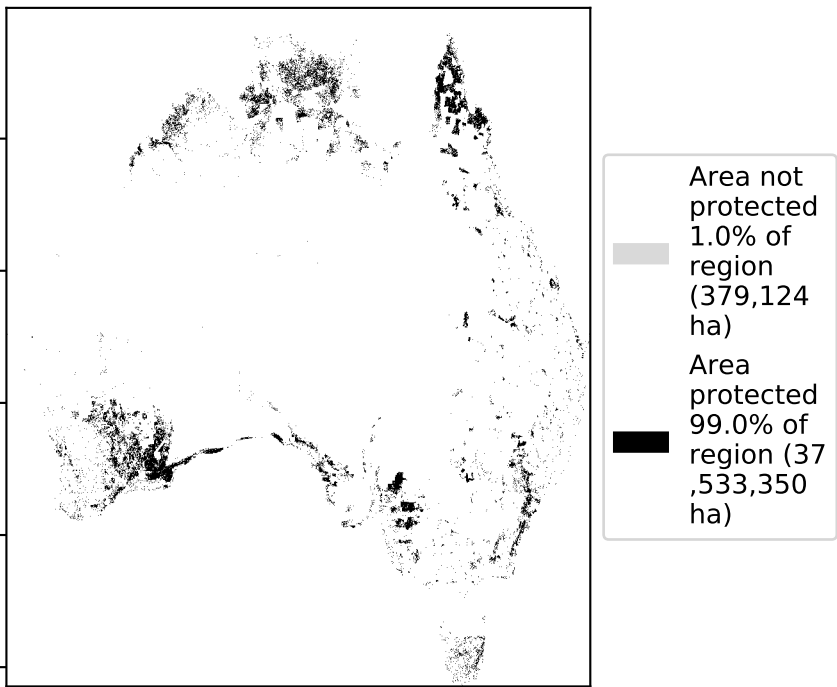 Area not
protected
1.0% of
region
(379,124
ha)
Area
protected
99.0% of
region (37
,533,350
ha)